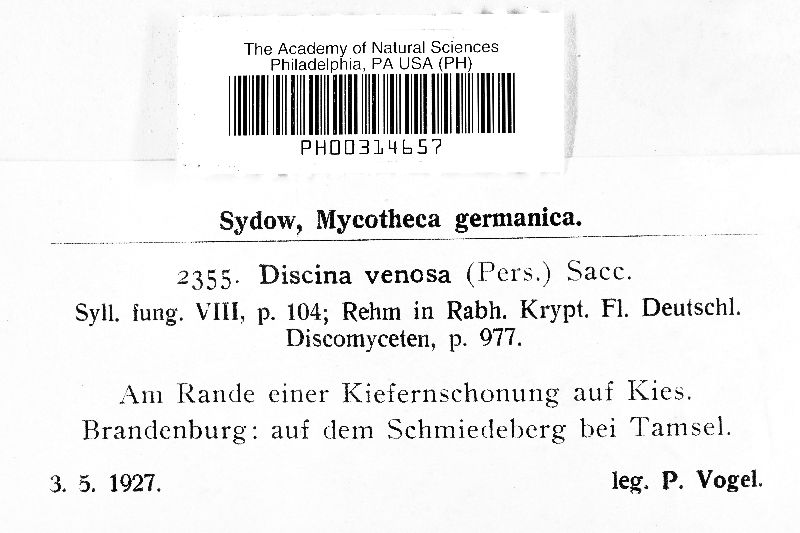 The Academy of Natural Sciences
Philadelphia, PA USA (PH)
PH00314657
Sydow, Mycotheca germanica.
2355. Discina venosa (Pers.) Sacc.
Syll. fung. VIII, p. 104; Rehm in Rabh. Krypt. Fl. Deutschl.
Discomyceten, p. 977.
Am Rande einer Kiefernschonung auf Kies.
Brandenburg: auf dem Schmiedeberg bei Tamsel.
3. 5. 1927. leg. P. Vogel.